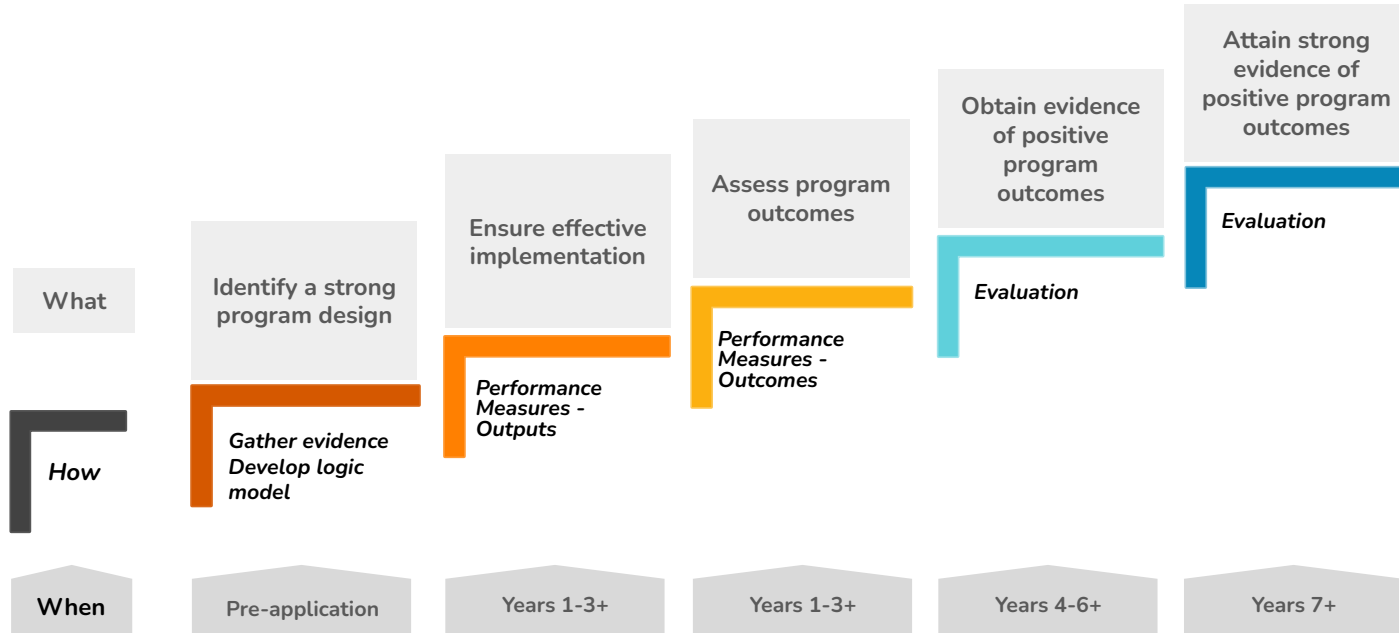 What
How
When
Identify a strong
program design
Gather evidence
Develop logic
model
Pre-application
Ensure effective
implementation
Performance
Measures -
Outputs
Years 1-3+
Assess program
outcomes
Performance
Measures -
Outcomes
Years 1-3+
Obtain evidence
of positive
program
outcomes
Evaluation
Years 4-6+
Attain strong
evidence of
positive program
outcomes
Evaluation
Years 7+